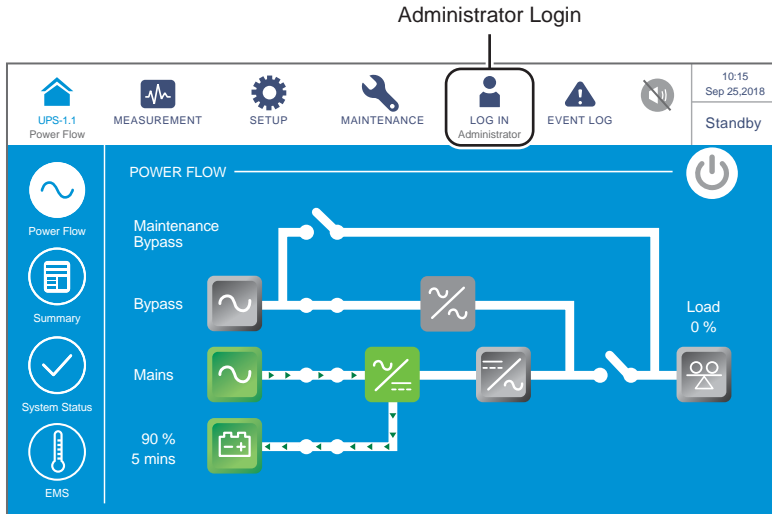 Administrator Login
UPS-1.1
Power Flow
MEASUREMENT
SETUP
MAINTENANCE
LOG IN
Administrator
EVENT LOG
10:15
Sep 25,2018
Standby
Power Flow
Summary
System Status
EMS
POWER FLOW
Maintenance
Bypass
Bypass
Mains
90 %
5 mins
Load
0 %